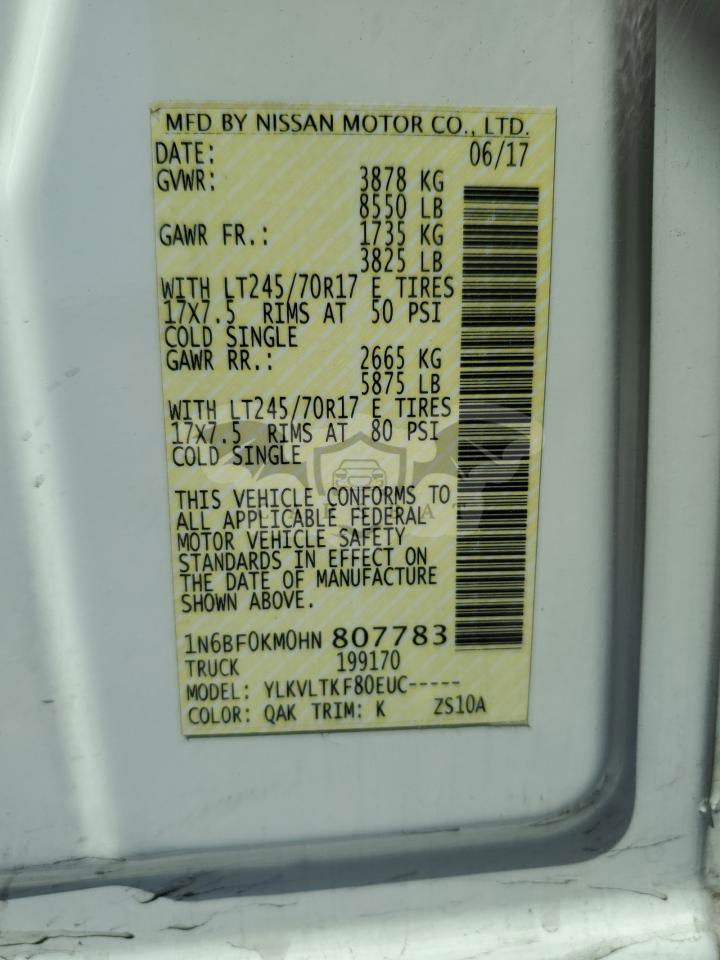 MFD BY NISSAN MOTOR CO., LTD.
DATE: 06/17
GVWR: 3878 KG
8550 LB
GAWR FR.: 1735 KG
3825 LB
WITH LT245/70R17 E TIRES
17X7.5 RIMS AT 50 PSI
COLD SINGLE
GAWR RR.: 2665 KG
5875 LB
WITH LT245/70R17 E TIRES
17X7.5 RIMS AT 80 PSI
COLD SINGLE
THIS VEHICLE CONFORMS TO
ALL APPLICABLE FEDERAL
MOTOR VEHICLE SAFETY
STANDARDS IN EFFECT ON
THE DATE OF MANUFACTURE
SHOWN ABOVE.
1N6BF0KM0HN 807783
TRUCK 199170
MODEL: YLKVLTKF80EUC-----
COLOR: QAK TRIM: K ZS10A